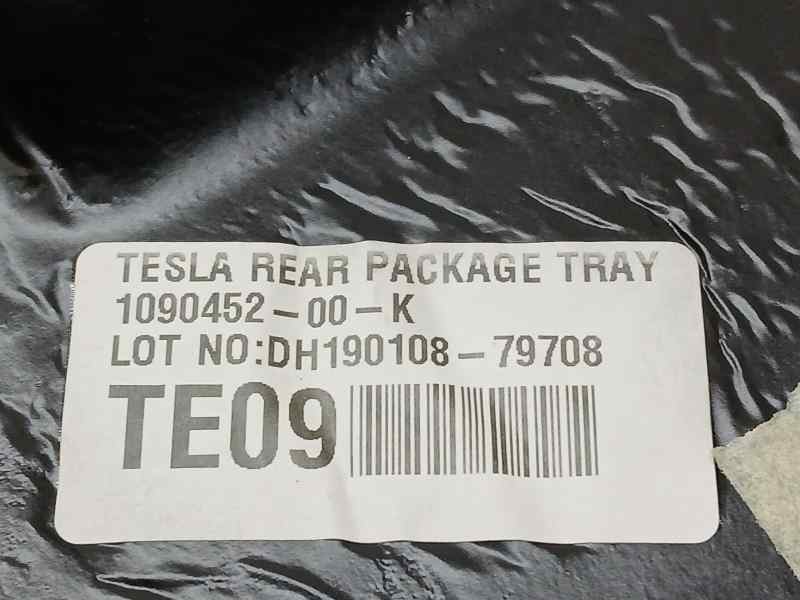 TESLA REAR PACKAGE TRAY
1090452-00-K
LOT NO:DH190108-79708
TE09